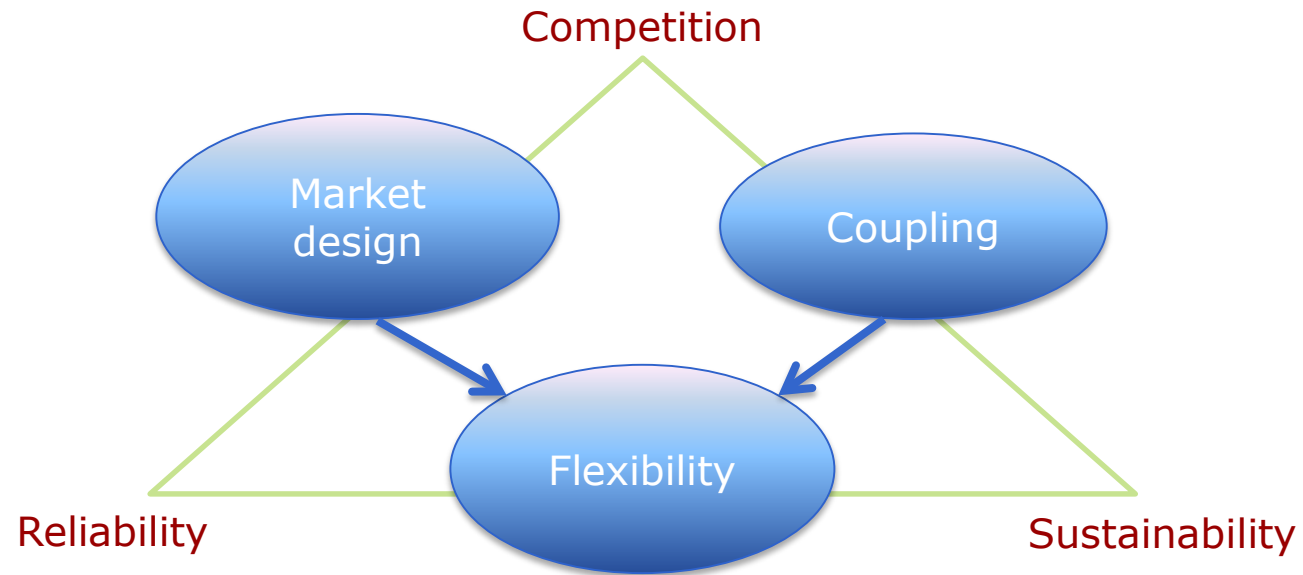 Competition
Market
design
Coupling
Flexibility
Reliability
Sustainability